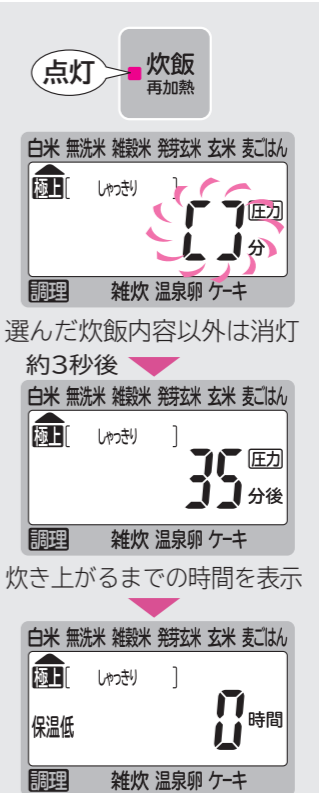 点灯
炊飯
再加熱
白米 無洗米 雑穀米 発芽玄米 玄米 麦ごはん
極上[ しゃっきり ]
圧力
分
調理 雑炊 温泉卵 ケーキ
選んだ炊飯内容以外は消灯
約3秒後
白米 無洗米 雑穀米 発芽玄米 玄米 麦ごはん
極上[ しゃっきり ]
圧力
35分後
調理 雑炊 温泉卵 ケーキ
炊き上がるまでの時間を表示
白米 無洗米 雑穀米 発芽玄米 玄米 麦ごはん
極上[ しゃっきり ]
保温低 0時間
調理 雑炊 温泉卵 ケーキ